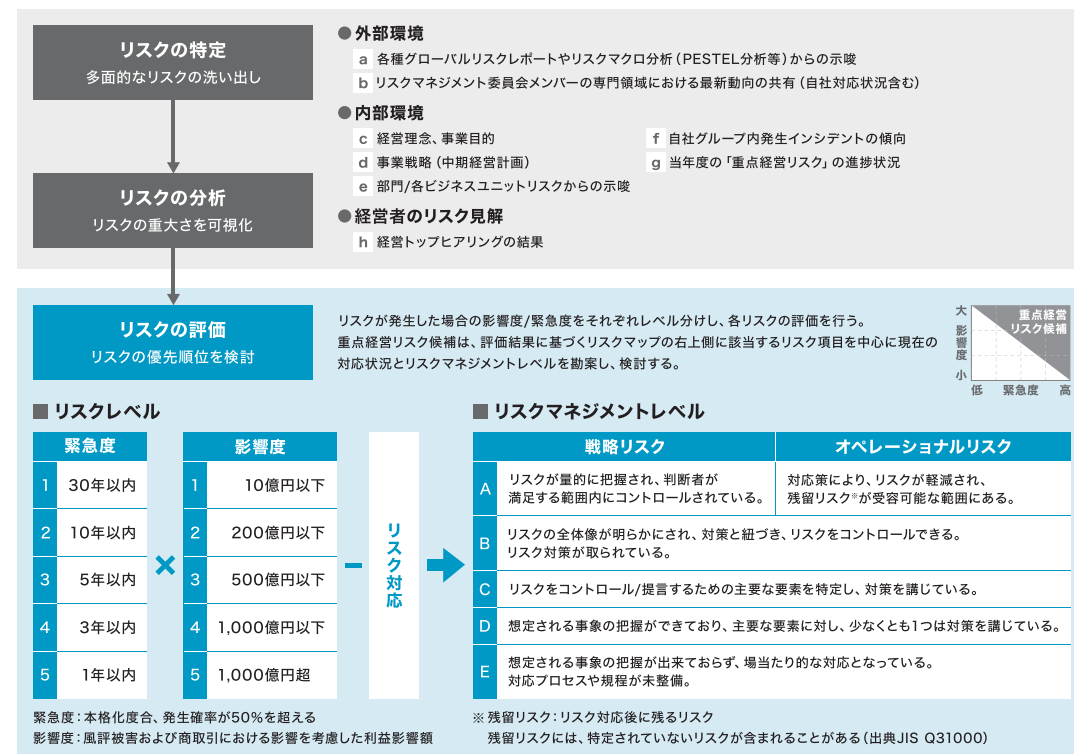 リスクの特定
多面的なリスクの洗い出し
●外部環境
a 各種グローバルリスクレポートやリスクマクロ分析（PESTEL分析等）からの示唆
b リスクマネジメント委員会メンバーの専門領域における最新動向の共有（自社対応状況含む）
●内部環境
c 経営理念、事業目的
d 事業戦略（中期経営計画）
e 部門/各ビジネスユニットリスクからの示唆
f 自社グループ内発生インシデントの傾向
g 当年度の「重点経営リスク」の進捗状況
リスクの分析
リスクの重大さを可視化
●経営者のリスク見解
h 経営トップヒアリングの結果
リスクの評価
リスクの優先順位を検討
リスクが発生した場合の影響度/緊急度をそれぞれレベル分けし、各リスクの評価を行う。
重点経営リスク候補は、評価結果に基づくリスクマップの右上側に該当するリスク項目を中心に現在の
対応状況とリスクマネジメントレベルを勘案し、検討する。
大
影響度
小
重点経営
リスク候補
低 緊急度 高
■リスクレベル
緊急度
1 30年以内
2 10年以内
3 5年以内
4 3年以内
5 1年以内
×
影響度
1 10億円以下
2 200億円以下
3 500億円以下
4 1,000億円以下
5 1,000億円超
−
リスク対応
■リスクマネジメントレベル
戦略リスク オペレーショナルリスク
A リスクが量的に把握され、判断者が
満足する範囲内にコントロールされている。
対応策により、リスクが軽減され、
残留リスク※が受容可能な範囲にある。
B リスクの全体像が明らかにされ、対策と紐づき、リスクをコントロールできる。
リスク対策が取られている。
C リスクをコントロール/提言するための主要な要素を特定し、対策を講じている。
D 想定される事象の把握ができており、主要な要素に対し、少なくとも1つは対策を講じている。
E 想定される事象の把握が出来ておらず、場当たり的な対応となっている。
対応プロセスや規程が未整備。
緊急度：本格化度合、発生確率が50%を超える
影響度：風評被害および商取引における影響を考慮した利益影響額
※ 残留リスク：リスク対応後に残るリスク
残留リスクには、特定されていないリスクが含まれることがある（出典JIS Q31000）